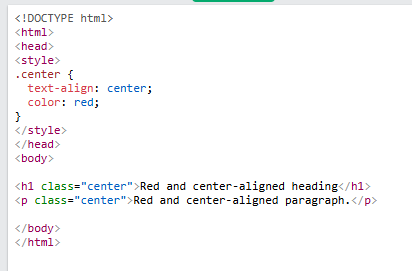 <!DOCTYPE html>
<html>
<head>
<style>
.center {
  text-align: center;
  color: red;
}
</style>
</head>
<body>

<h1 class="center">Red and center-aligned heading</h1>
<p class="center">Red and center-aligned paragraph.</p>

</body>
</html>